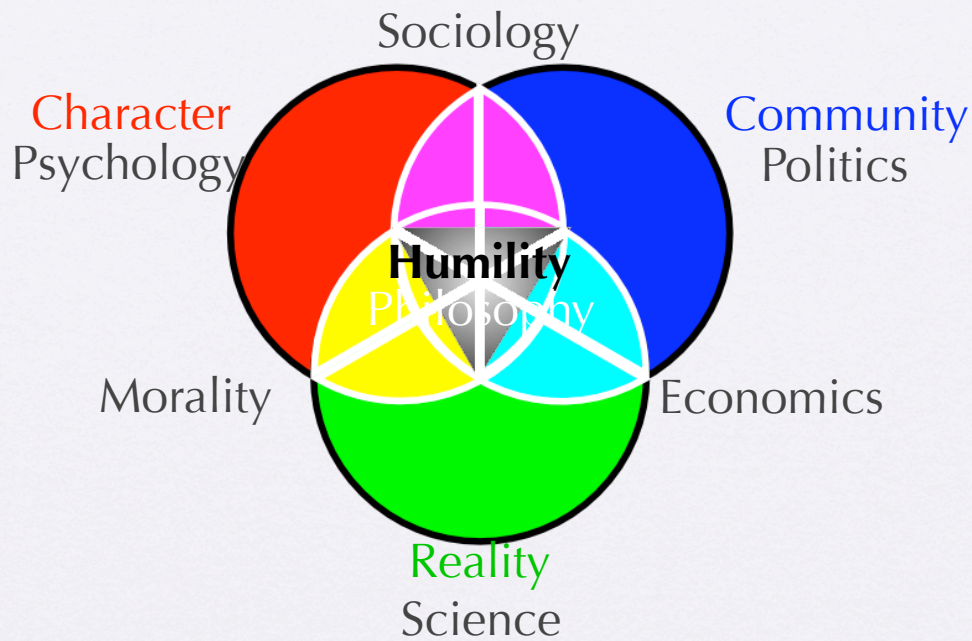 Sociology
Character
Psychology
Community
Politics
Humility
Philosophy
Morality
Economics
Reality
Science